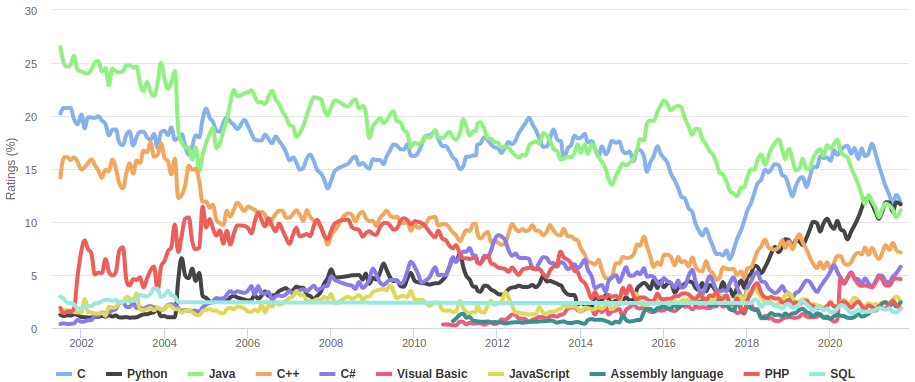 30
25
20
15
10
5
0
Ratings (%)
2002 2004 2006 2008 2010 2012 2014 2016 2018 2020
C Python Java C++ C# Visual Basic JavaScript Assembly language PHP SQL